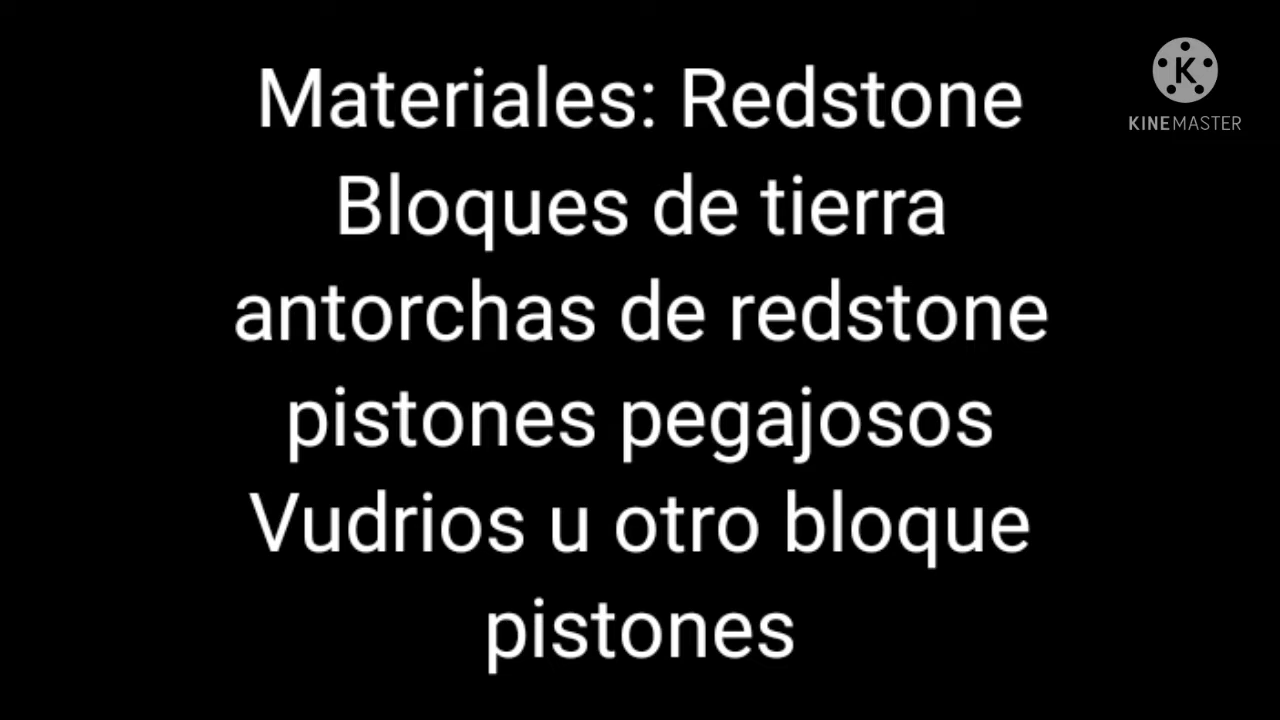 Materiales: Redstone
Bloques de tierra
antorchas de redstone
pistones pegajosos
Vudrios u otro bloque
pistones
K
KINEMASTER